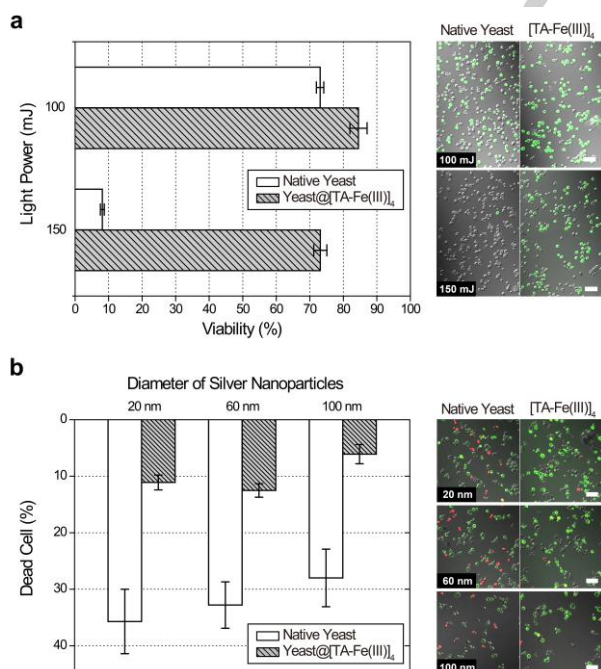 a
Native Yeast
[TA-Fe(III)]4
Light Power (mJ)
100
150
Native Yeast
Yeast@[TA-Fe(III)]4
0 10 20 30 40 50 60 70 80 90 100
Viability (%)
100 mJ
150 mJ
b
Diameter of Silver Nanoparticles
20 nm 60 nm 100 nm
Dead Cell (%)
0
10
20
30
40
Native Yeast
Yeast@[TA-Fe(III)]4
Native Yeast
[TA-Fe(III)]4
20 nm
60 nm
100 nm